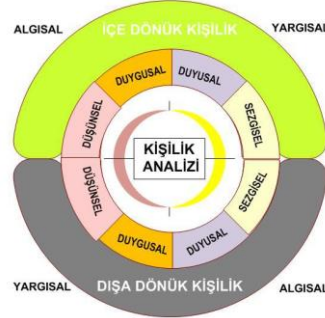 ALGISAL
İÇE DÖNÜK KİŞİLİK
YARGISAL
DUYGUSAL
DUYUSAL
DÜŞÜNSEL
SEZGİSEL
KİŞİLİK
ANALİZİ
DÜŞÜNSEL
SEZGİSEL
DUYGUSAL
DUYUSAL
YARGISAL
DIŞA DÖNÜK KİŞİLİK
ALGISAL